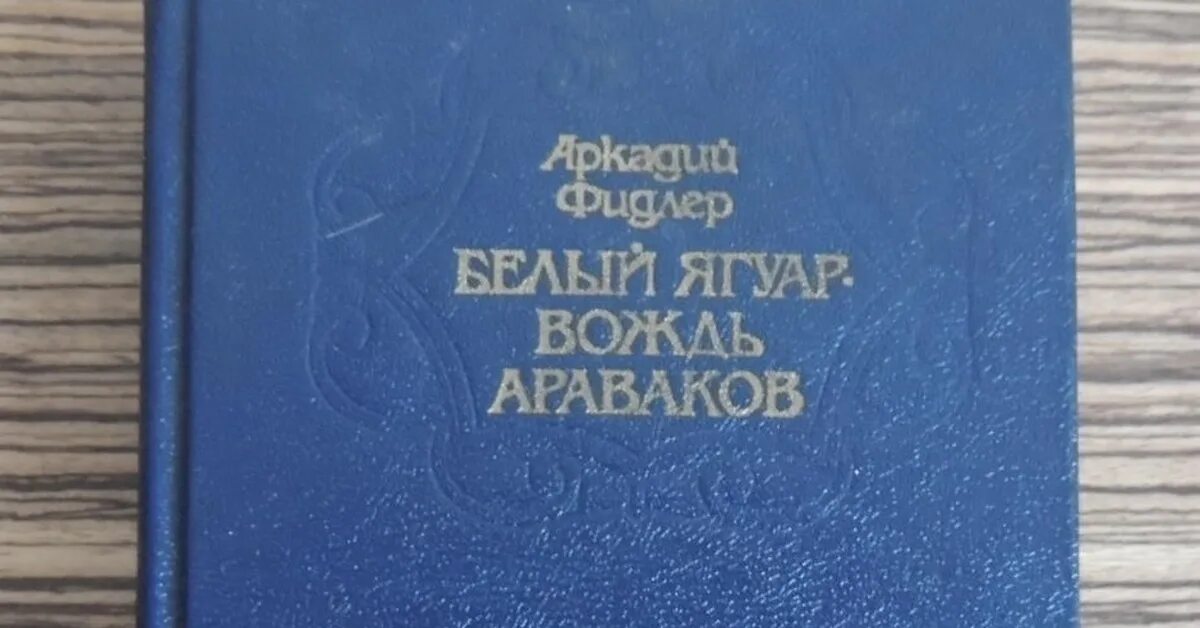 Аркадий
Фидлер
БЕЛЫЙ ЯГУАР-
ВОЖДЬ
АРАВАКОВ